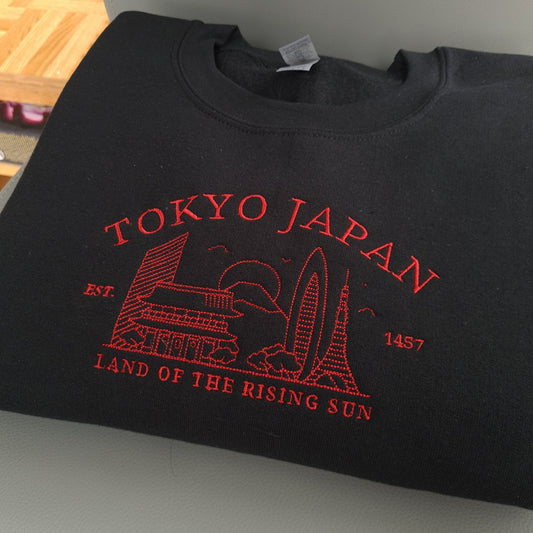 TOKYO JAPAN
EST. 1457
LAND OF THE RISING SUN